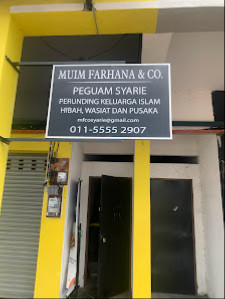 MUIM FARHANA & CO.
PEGUAM SYARIE
PERUNDING KELUARGA ISLAM
HIBAH, WASIAT DAN PUSAKA
mfcosyarie@gmail.com
011-5555 2907